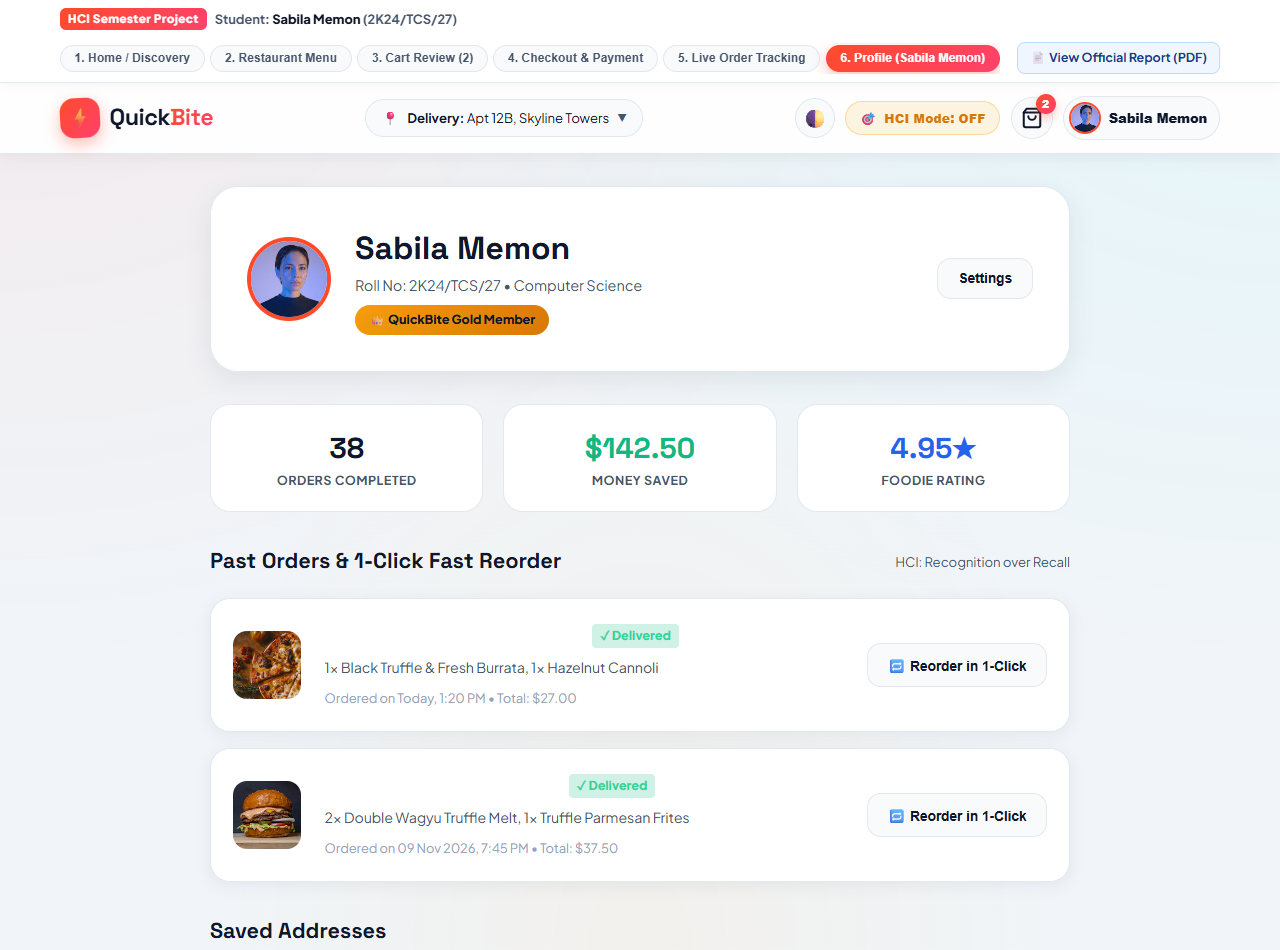 HCI Semester Project Student: Sabila Memon (2K24/TCS/27)
1. Home / Discovery 2. Restaurant Menu 3. Cart Review (2) 4. Checkout & Payment 5. Live Order Tracking 6. Profile (Sabila Memon) View Official Report (PDF)
QuickBite Delivery: Apt 12B, Skyline Towers ▼ HCI Mode: OFF 2 Sabila Memon
Sabila Memon
Roll No: 2K24/TCS/27 • Computer Science
QuickBite Gold Member
Settings
38
ORDERS COMPLETED
$142.50
MONEY SAVED
4.95★
FOODIE RATING
Past Orders & 1-Click Fast Reorder HCI: Recognition over Recall
✓ Delivered
1× Black Truffle & Fresh Burrata, 1× Hazelnut Cannoli
Ordered on Today, 1:20 PM • Total: $27.00
Reorder in 1-Click
✓ Delivered
2× Double Wagyu Truffle Melt, 1× Truffle Parmesan Frites
Ordered on 09 Nov 2026, 7:45 PM • Total: $37.50
Reorder in 1-Click
Saved Addresses